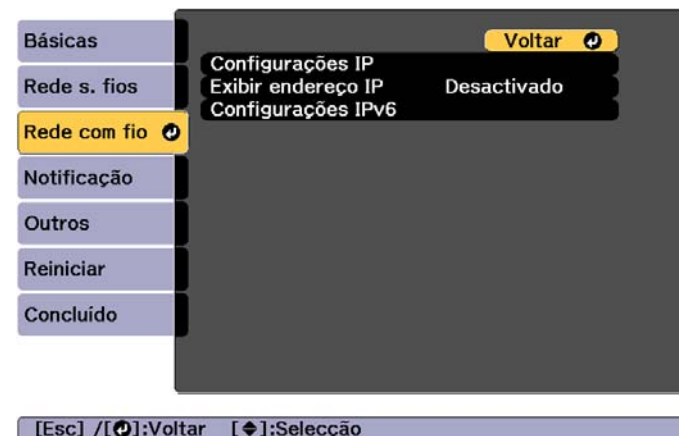 Básicas
Rede s. fios
Rede com fio
Notificação
Outros
Reiniciar
Concluído
Voltar
Configurações IP
Exibir endereço IP Desactivado
Configurações IPv6
[Esc] /[ ]:Voltar [ ]:Selecção